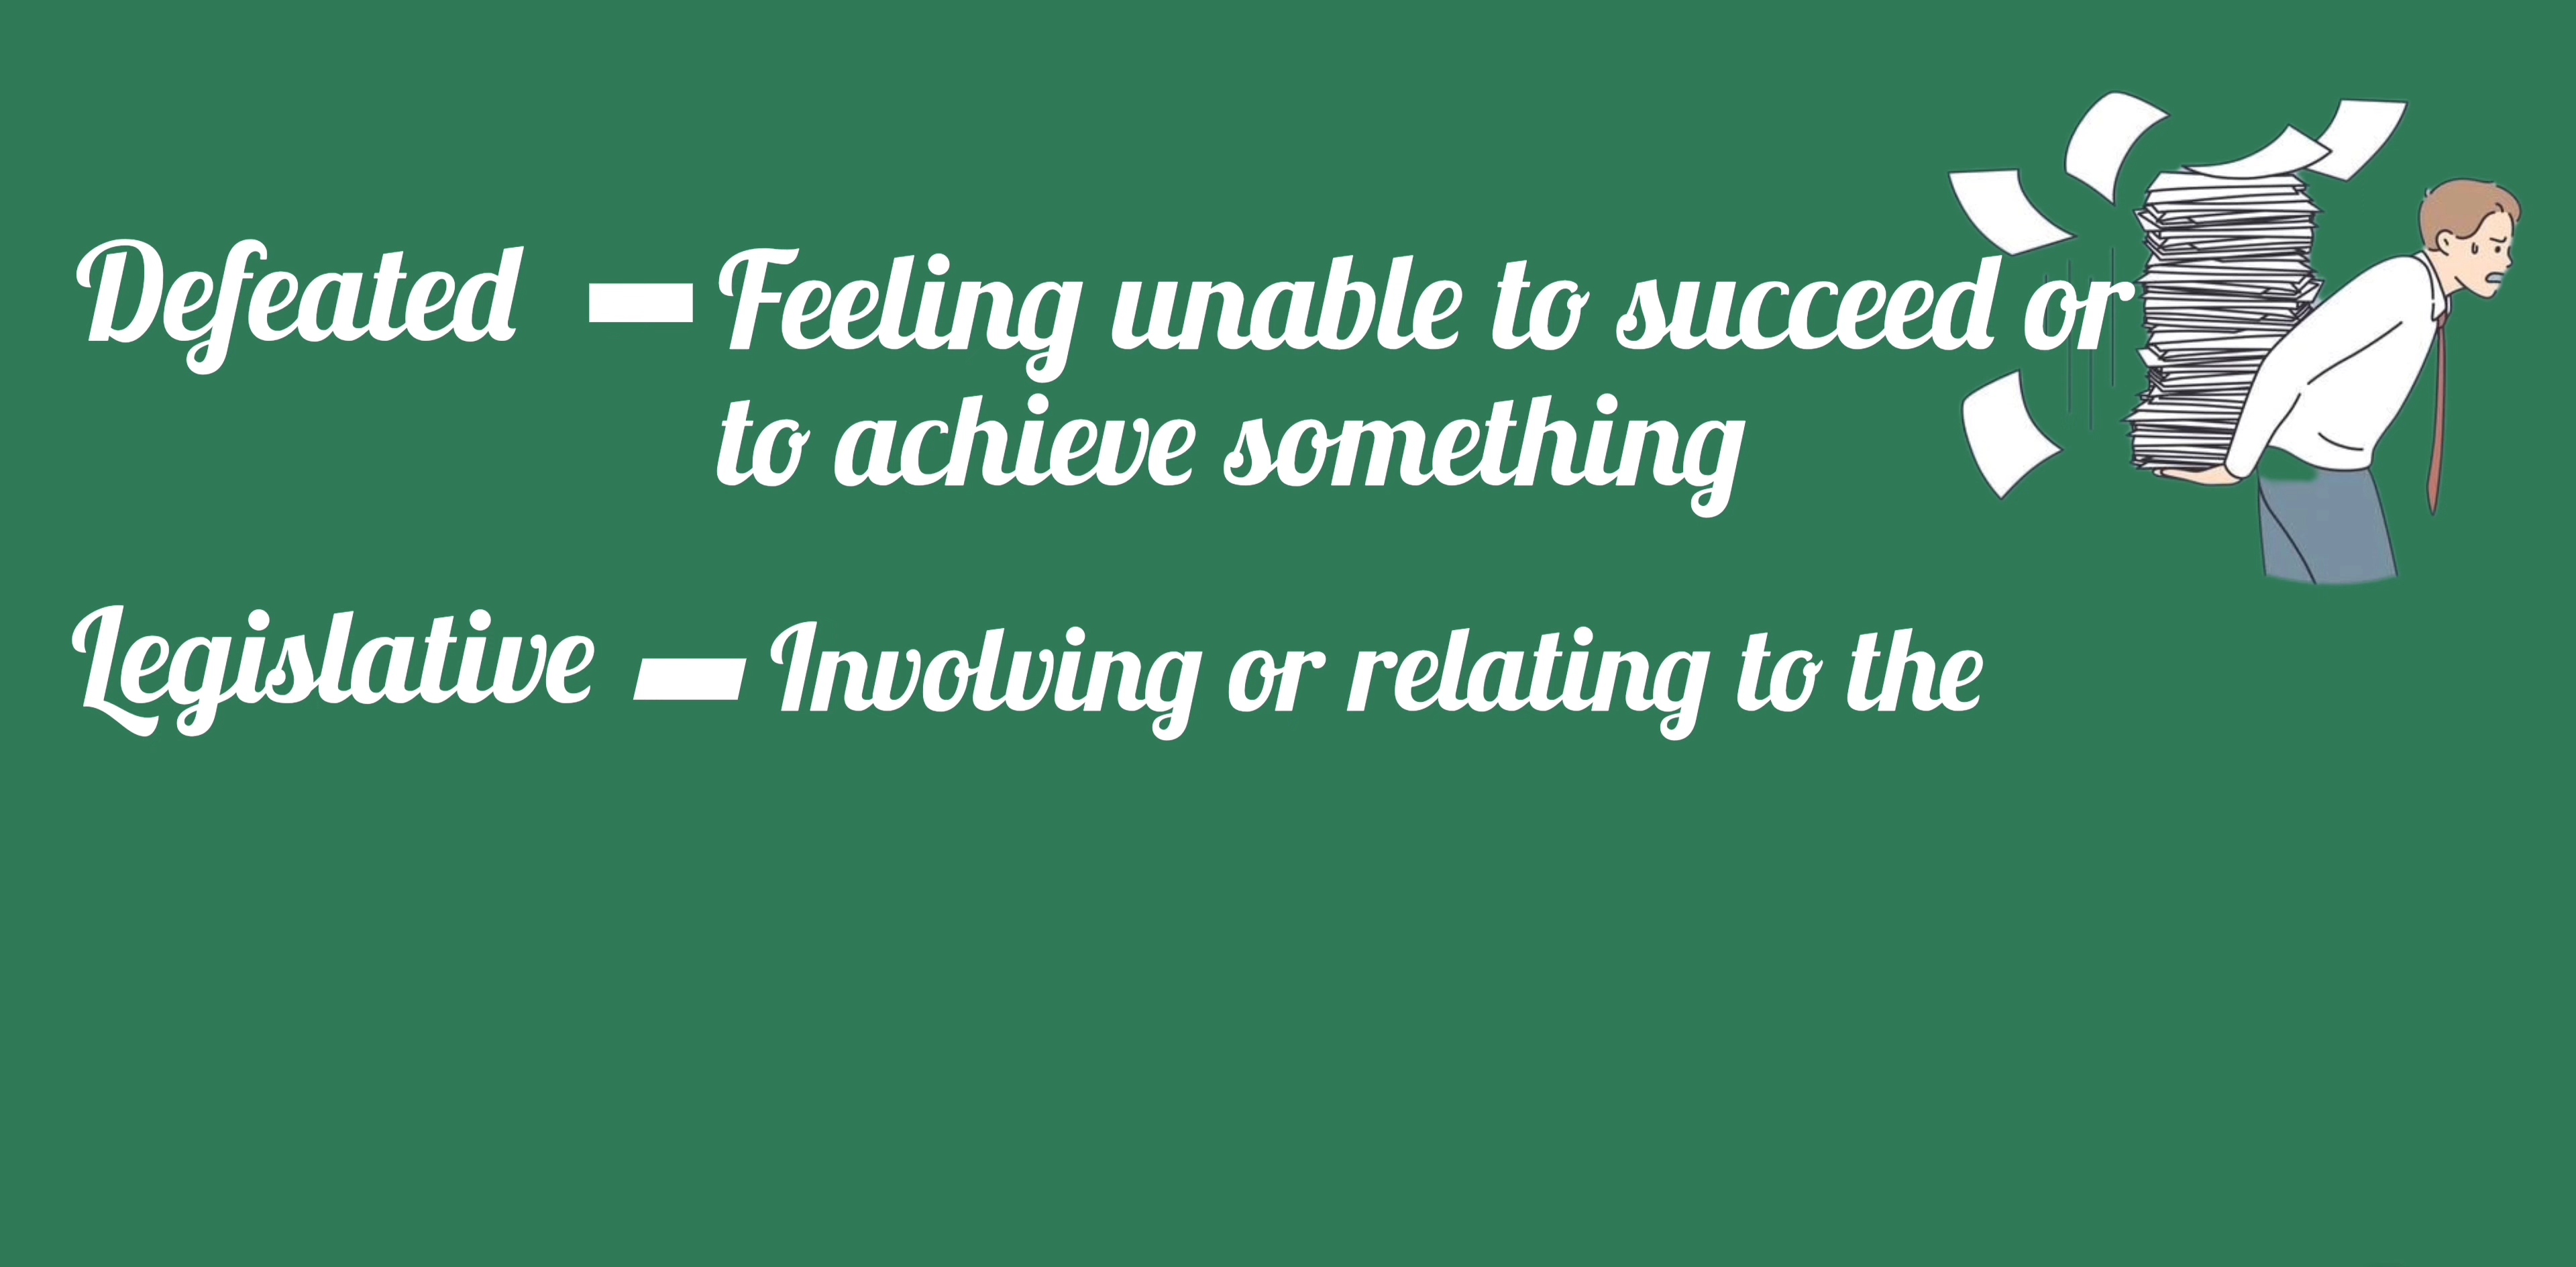 Defeated - Feeling unable to succeed or
to achieve something
Legislative - Involving or relating to the